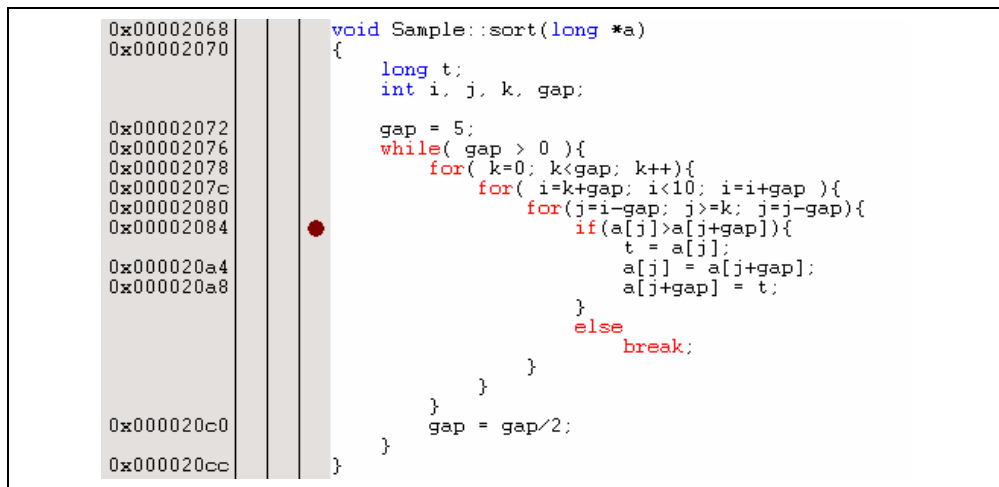 0x00002068 void Sample::sort(long *a)
0x00002070 {
long t;
int i, j, k, gap;
0x00002072 gap = 5;
0x00002076 while( gap > 0 ){
0x00002078 for( k=0; k<gap; k++){
0x0000207c for( i=k+gap; i<10; i=i+gap ){
0x00002080 for(j=i-gap; j>=k; j=j-gap){
0x00002084 if(a[j]>a[j+gap]){
t = a[j];
0x000020a4 a[j] = a[j+gap];
0x000020a8 a[j+gap] = t;
}
else
break;
}
}
}
0x000020c0 gap = gap/2;
}
0x000020cc }